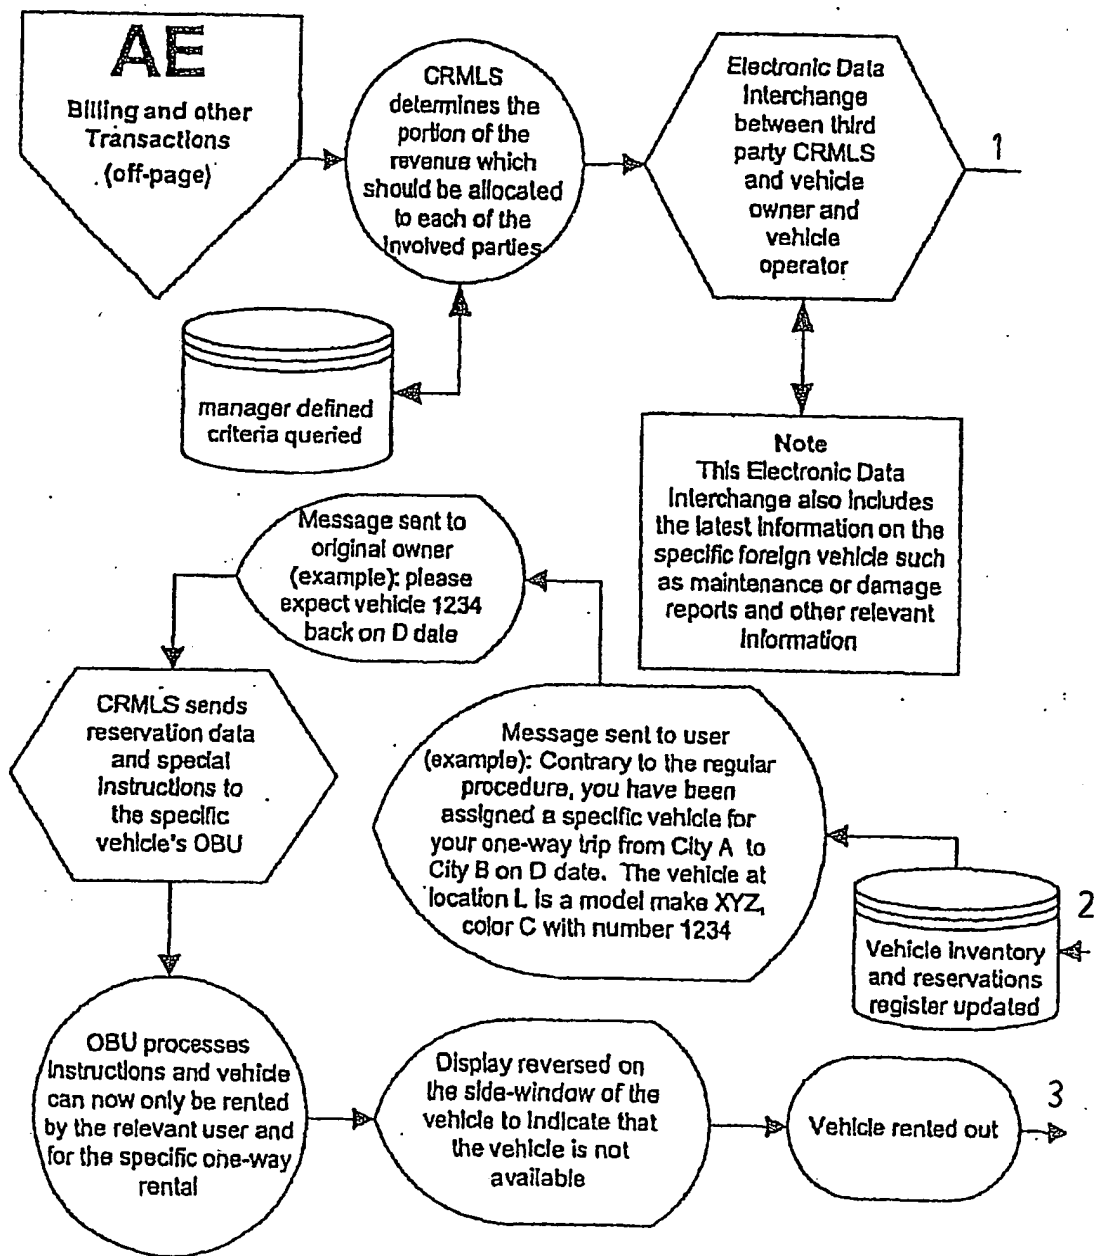 AE
Billing and other
Transactions
(off-page)
CRMLS
determines the
portion of the
revenue which
should be allocated
to each of the
involved parties
Electronic Data
Interchange
between third
party CRMLS
and vehicle
owner and
vehicle
operator
1
manager defined
criteria queried
Note
This Electronic Data
Interchange also includes
the latest information on the
specific foreign vehicle such
as maintenance or damage
reports and other relevant
information
Message sent to
original owner
(example): please
expect vehicle 1234
back on D date
CRMLS sends
reservation data
and special
instructions to
the specific
vehicle's OBU
Message sent to user
(example): Contrary to the regular
procedure, you have been
assigned a specific vehicle for
your one-way trip from City A to
City B on D date. The vehicle at
location L is a model make XYZ,
color C with number 1234
2
Vehicle inventory
and reservations
register updated
OBU processes
instructions and vehicle
can now only be rented
by the relevant user and
for the specific one-way
rental
Display reversed on
the side-window of the
vehicle to indicate that
the vehicle is not
available
Vehicle rented out
3